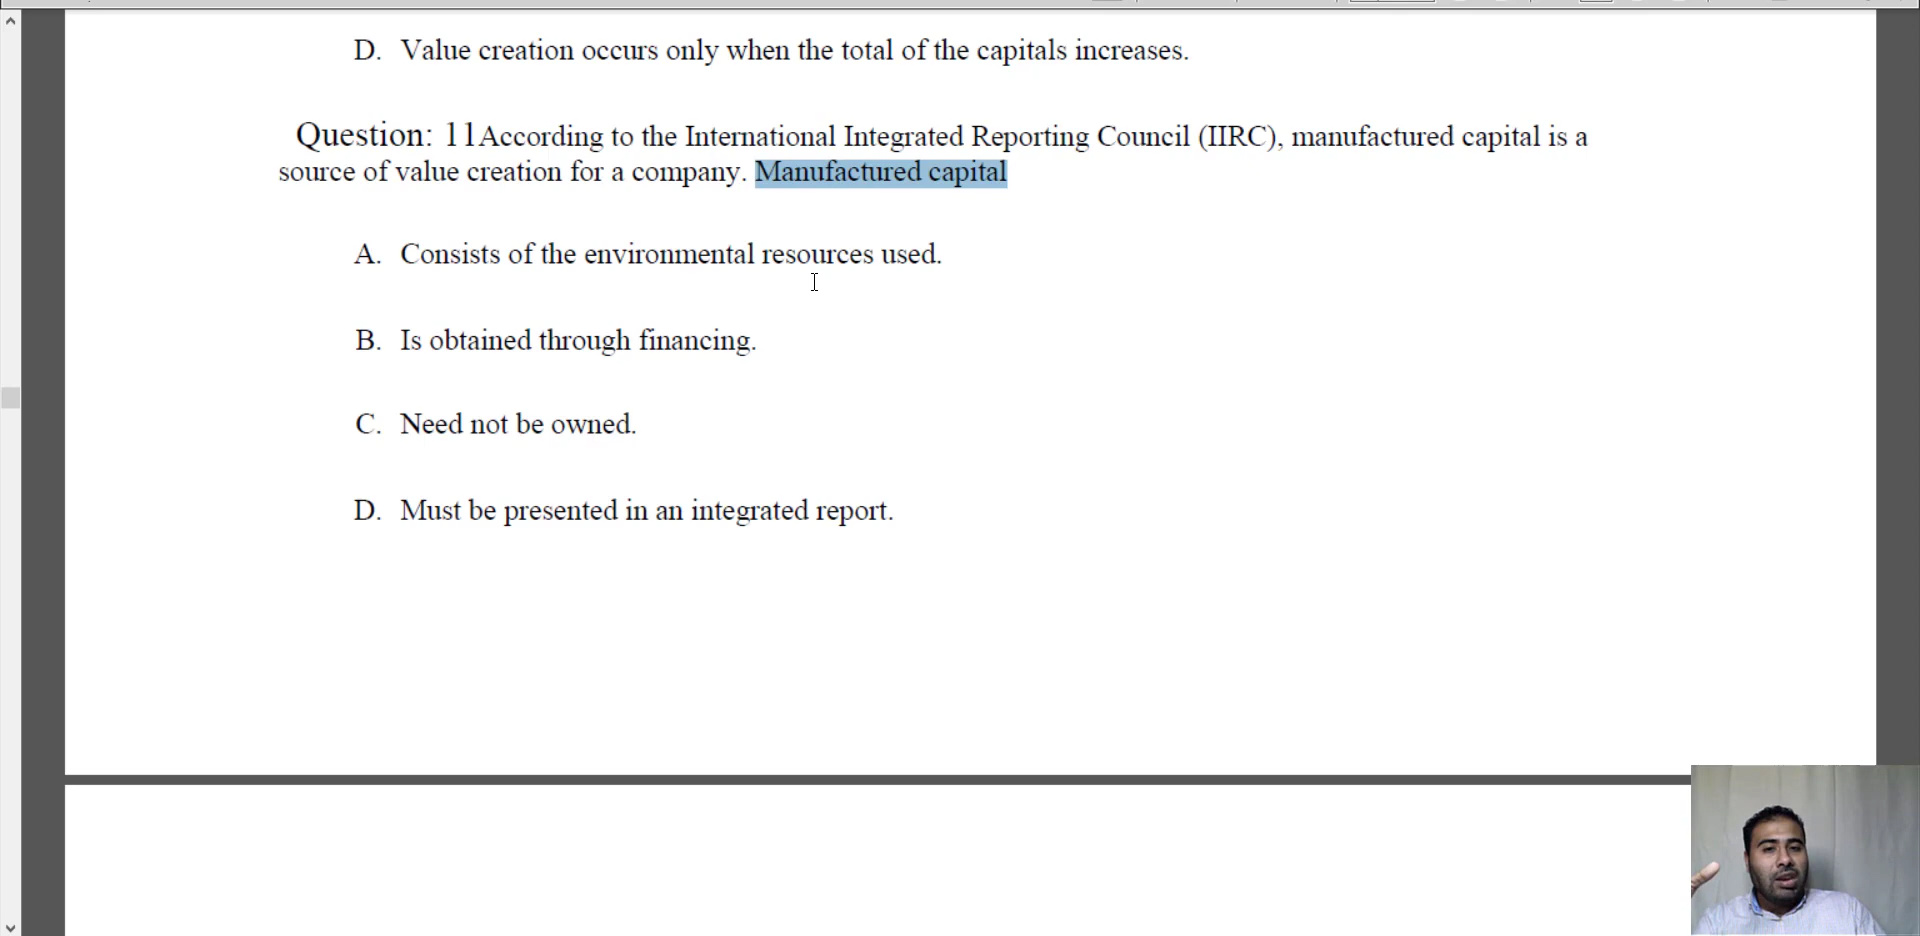 D. Value creation occurs only when the total of the capitals increases.
Question: 11According to the International Integrated Reporting Council (IIRC), manufactured capital is a
source of value creation for a company. Manufactured capital
A. Consists of the environmental resources used.
B. Is obtained through financing.
C. Need not be owned.
D. Must be presented in an integrated report.